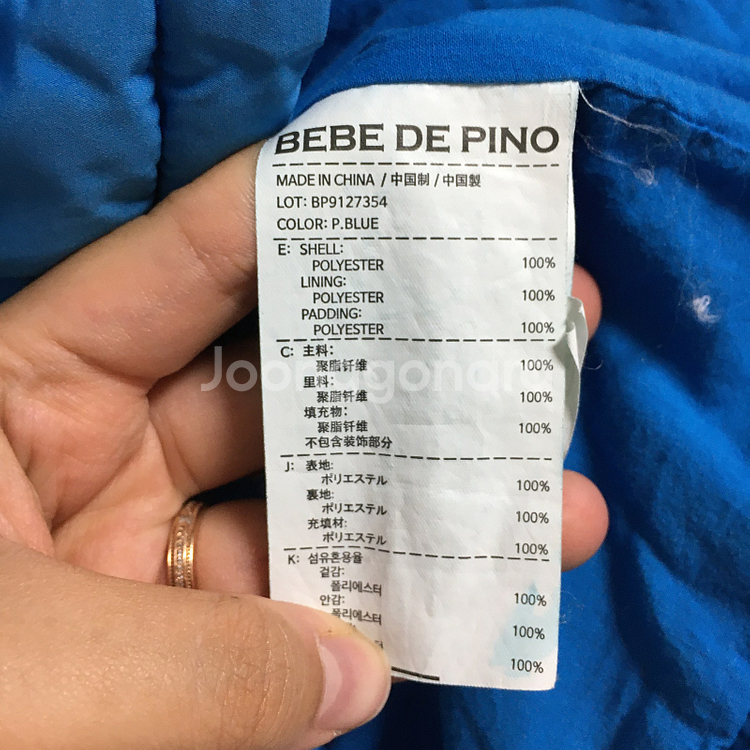 BEBE DE PINO
MADE IN CHINA / 中国制 / 中国製
LOT: BP9127354
COLOR: P.BLUE
E: SHELL:
POLYESTER 100%
LINING:
POLYESTER 100%
PADDING:
POLYESTER 100%
C: 主料:
聚脂钎维 100%
里料:
聚脂钎维 100%
填充物:
聚脂钎维 100%
不包含装饰部分
J: 表地:
ポリエステル 100%
裏地:
ポリエステル 100%
充填材:
ポリエステル 100%
K: 섬유혼용율
겉감:
폴리에스터 100%
안감:
폴리에스터 100%
100%